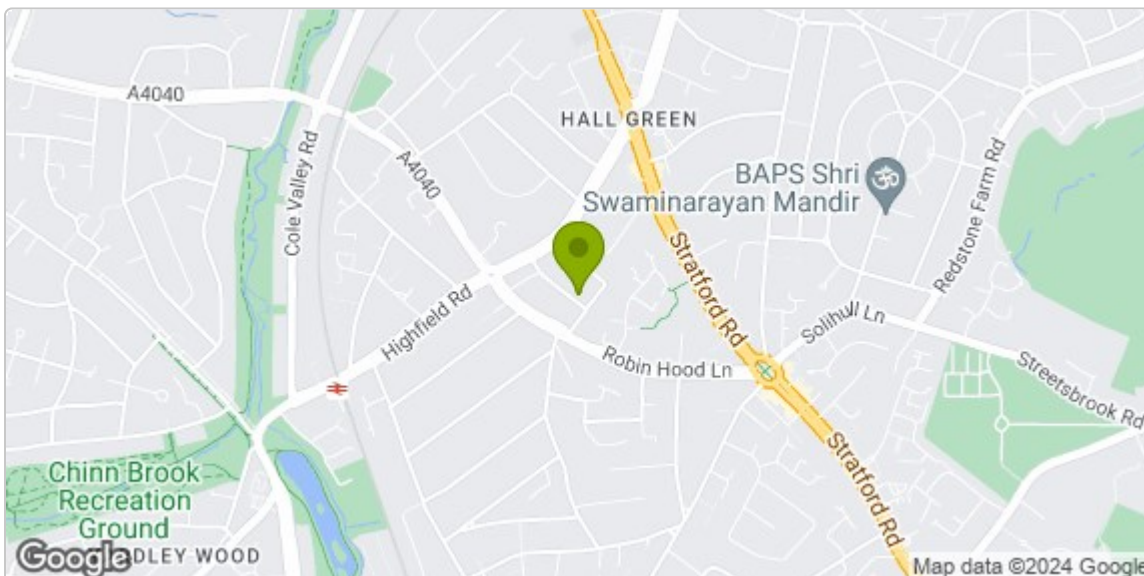 A4040
HALL GREEN
A4040
Cole Valley Rd
BAPS Shri
Swaminarayan Mandir
Redstone Farm Rd
Stratford Rd
Highfield Rd
Solihull Ln
Robin Hood Ln
Streetsbrook Rd
Stratford Rd
Chinn Brook
Recreation
Ground
DLEY WOOD
Google
Map data ©2024 Google